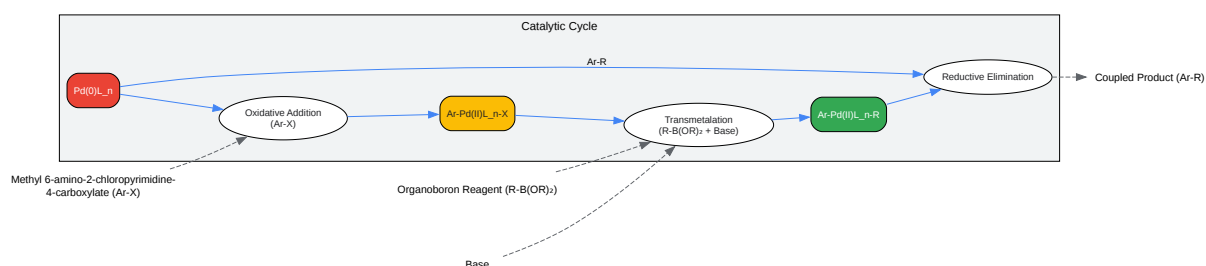 Catalytic Cycle
Ar-R
Pd(0)L_n
Reductive Elimination
Coupled Product (Ar-R)
Oxidative Addition
(Ar-X)
Ar-Pd(II)L_n-X
Transmetalation
(R-B(OR)₂ + Base)
Ar-Pd(II)L_n-R
Methyl 6-amino-2-chloropyrimidine-
4-carboxylate (Ar-X)
Organoboron Reagent (R-B(OR)₂)
Base